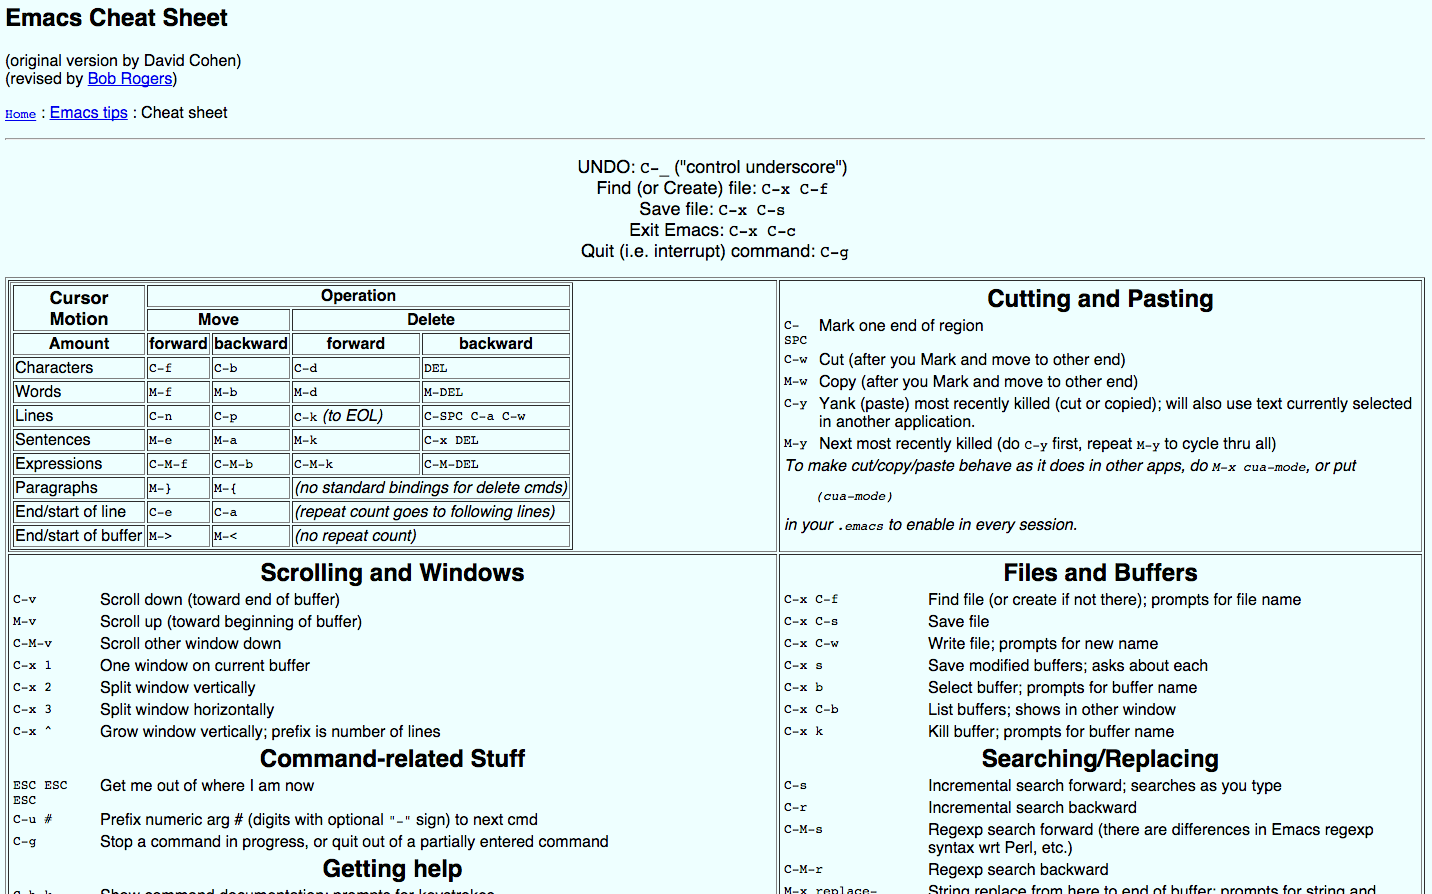 Emacs Cheat Sheet
(original version by David Cohen)
(revised by Bob Rogers)
Home : Emacs tips : Cheat sheet
UNDO: C-_ ("control underscore")
Find (or Create) file: C-x C-f
Save file: C-x C-s
Exit Emacs: C-x C-c
Quit (i.e. interrupt) command: C-g
Cursor Motion Operation
Move Delete
Amount forward backward forward backward
Characters C-f C-b C-d DEL
Words M-f M-b M-d M-DEL
Lines C-n C-p C-k (to EOL) C-SPC C-a C-w
Sentences M-e M-a M-k C-x DEL
Expressions C-M-f C-M-b C-M-k C-M-DEL
Paragraphs M-} M-{ (no standard bindings for delete cmds)
End/start of line C-e C-a (repeat count goes to following lines)
End/start of buffer M-> M-< (no repeat count)
Cutting and Pasting
C-SPC Mark one end of region
C-w Cut (after you Mark and move to other end)
M-w Copy (after you Mark and move to other end)
C-y Yank (paste) most recently killed (cut or copied); will also use text currently selected
in another application.
M-y Next most recently killed (do C-y first, repeat M-y to cycle thru all)
To make cut/copy/paste behave as it does in other apps, do M-x cua-mode, or put
(cua-mode)
in your .emacs to enable in every session.
Scrolling and Windows
C-v Scroll down (toward end of buffer)
M-v Scroll up (toward beginning of buffer)
C-M-v Scroll other window down
C-x 1 One window on current buffer
C-x 2 Split window vertically
C-x 3 Split window horizontally
C-x ^ Grow window vertically; prefix is number of lines
Command-related Stuff
ESC ESC ESC Get me out of where I am now
C-u # Prefix numeric arg # (digits with optional "-" sign) to next cmd
C-g Stop a command in progress, or quit out of a partially entered command
Getting help
C-h k Show command documentation; prompts for keystrokes
Files and Buffers
C-x C-f Find file (or create if not there); prompts for file name
C-x C-s Save file
C-x C-w Write file; prompts for new name
C-x s Save modified buffers; asks about each
C-x b Select buffer; prompts for buffer name
C-x C-b List buffers; shows in other window
C-x k Kill buffer; prompts for buffer name
Searching/Replacing
C-s Incremental search forward; searches as you type
C-r Incremental search backward
C-M-s Regexp search forward (there are differences in Emacs regexp
syntax wrt Perl, etc.)
C-M-r Regexp search backward
M-x replace- String replace from here to end of buffer; prompts for string and